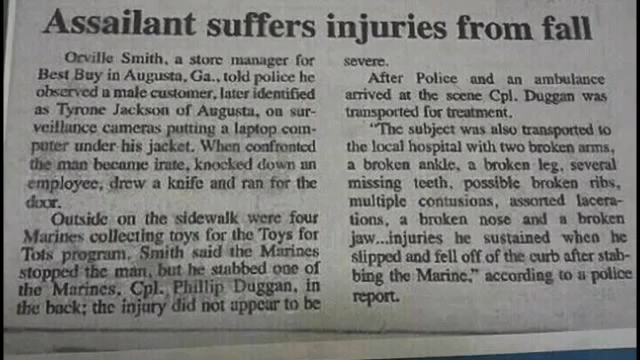 Assailant suffers injuries from fall
Orville Smith, a store manager for
Best Buy in Augusta, Ga., told police he
observed a male customer, later identified
as Tyrone Jackson of Augusta, on sur-
veillance cameras putting a laptop com-
puter under his jacket. When confronted
the man became irate, knocked down an
employee, drew a knife and ran for the
door.
Outside on the sidewalk were four
Marines collecting toys for the Toys for
Tots program. Smith said the Marines
stopped the man, but he stabbed one of
the Marines, Cpl. Phillip Duggan, in
the back; the injury did not appear to be
severe.
After Police and an ambulance
arrived at the scene Cpl. Duggan was
transported for treatment.
"The subject was also transported to
the local hospital with two broken arms,
a broken ankle, a broken leg, several
missing teeth, possible broken ribs,
multiple contusions, assorted lacera-
tions, a broken nose and a broken
jaw...injuries he sustained when he
slipped and fell off of the curb after stab-
bing the Marine," according to a police
report.